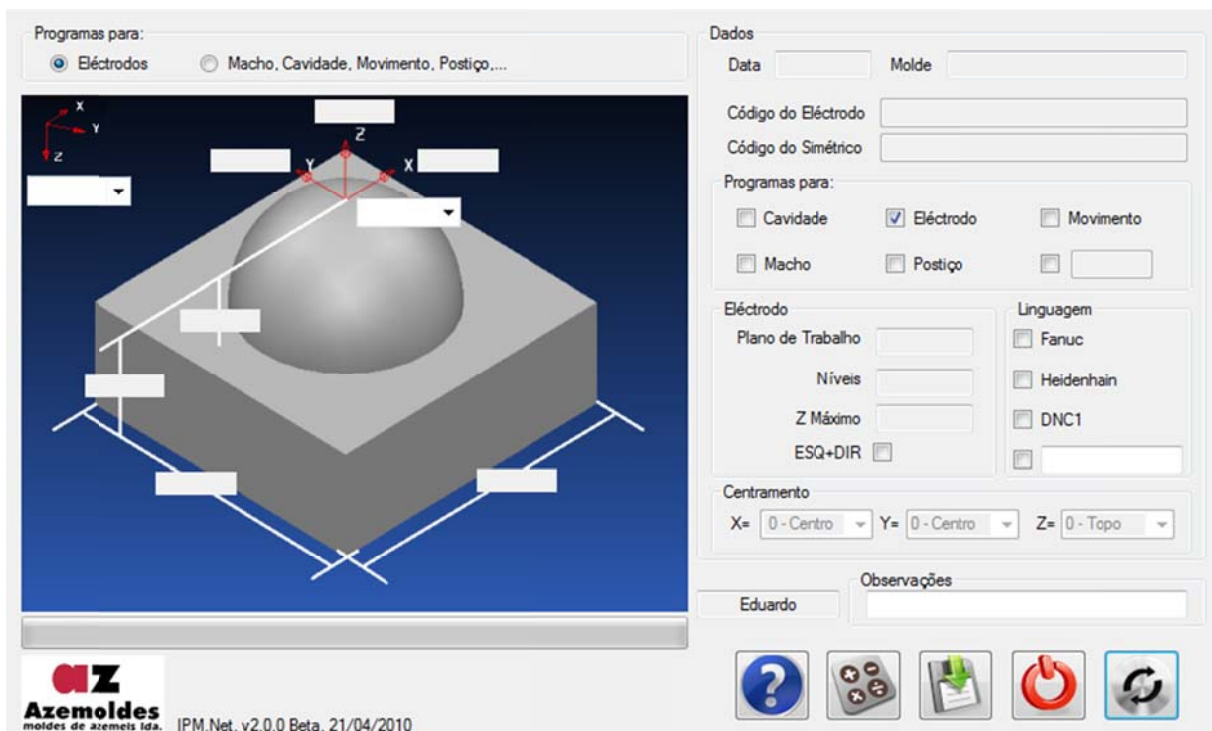 Programas para:
Eléctrodos
Macho, Cavidade, Movimento, Postiço,...
X
Y
Z
Z
Y
X
Azemoldes
moldes de azemeis lda.
IPM.Net, v2.0.0 Beta, 21/04/2010
Dados
Data
Molde
Código do Eléctrodo
Código do Simétrico
Programas para:
Cavidade
Eléctrodo
Movimento
Macho
Postiço
Eléctrodo
Plano de Trabalho
Níveis
Z Máximo
ESQ+DIR
Linguagem
Fanuc
Heidenhain
DNC1
Centramento
X= 0 - Centro Y= 0 - Centro Z= 0 - Topo
Eduardo
Observações